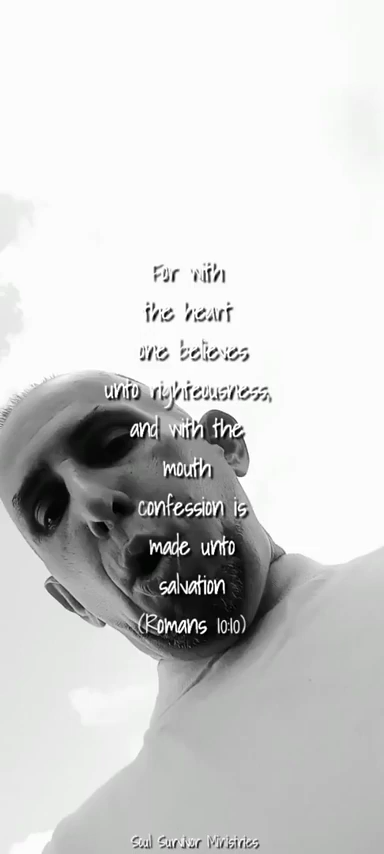 For with
the heart
one believes
unto righteousness,
and with the
mouth
confession is
made unto
salvation
(Romans 10:10)
Soul Survivor Ministries